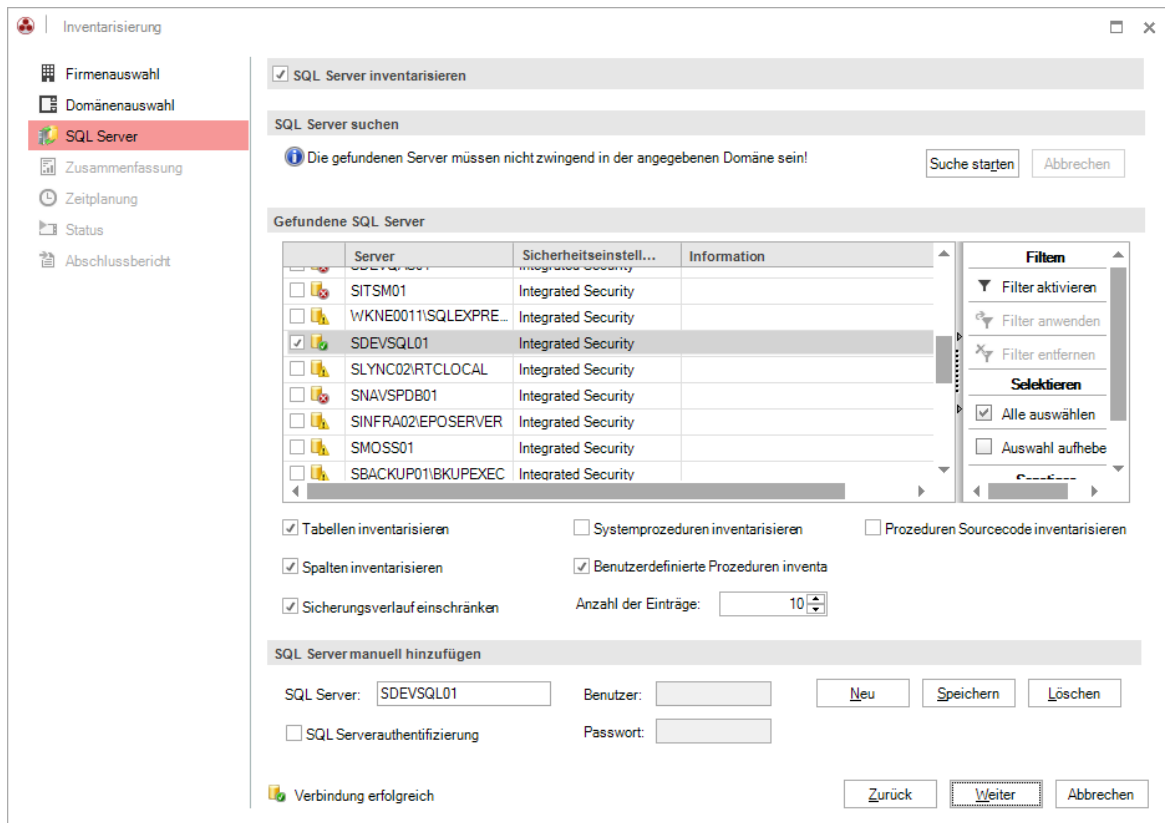 Inventarisierung
Firmenauswahl
Domänenauswahl
SQL Server
Zusammenfassung
Zeitplanung
Status
Abschlussbericht
SQL Server inventarisieren
SQL Server suchen
Die gefundenen Server müssen nicht zwingend in der angegebenen Domäne sein!
Suche starten
Abbrechen
Gefundene SQL Server
Server Sicherheitseinstell... Information
Integrated Security
SITSM01 Integrated Security
WKNE0011\SQLEXPRE... Integrated Security
SDEVSQL01 Integrated Security
SLYNC02\RTCLOCAL Integrated Security
SNAVSPDB01 Integrated Security
SINFRA02\EPOSERVER Integrated Security
SMOSS01 Integrated Security
SBACKUP01\BKUPEXEC Integrated Security
Filtern
Filter aktivieren
Filter anwenden
Filter entfernen
Selektieren
Alle auswählen
Auswahl aufhebe
Tabellen inventarisieren
Systemprozeduren inventarisieren
Prozeduren Sourcecode inventarisieren
Spalten inventarisieren
Benutzerdefinierte Prozeduren inventa
Sicherungsverlauf einschränken
Anzahl der Einträge: 10
SQL Server manuell hinzufügen
SQL Server: SDEVSQL01
Benutzer:
Neu
Speichern
Löschen
SQL Serverauthentifizierung
Passwort:
Verbindung erfolgreich
Zurück
Weiter
Abbrechen